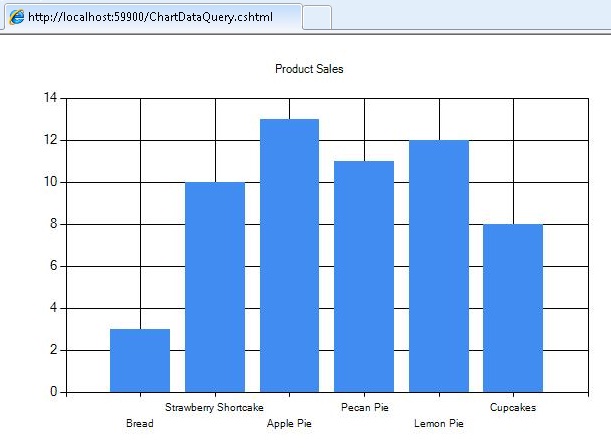 http://localhost:59900/ChartDataQuery.cshtml
Product Sales
14
12
10
8
6
4
2
0
Strawberry Shortcake Pecan Pie Cupcakes
Bread Apple Pie Lemon Pie